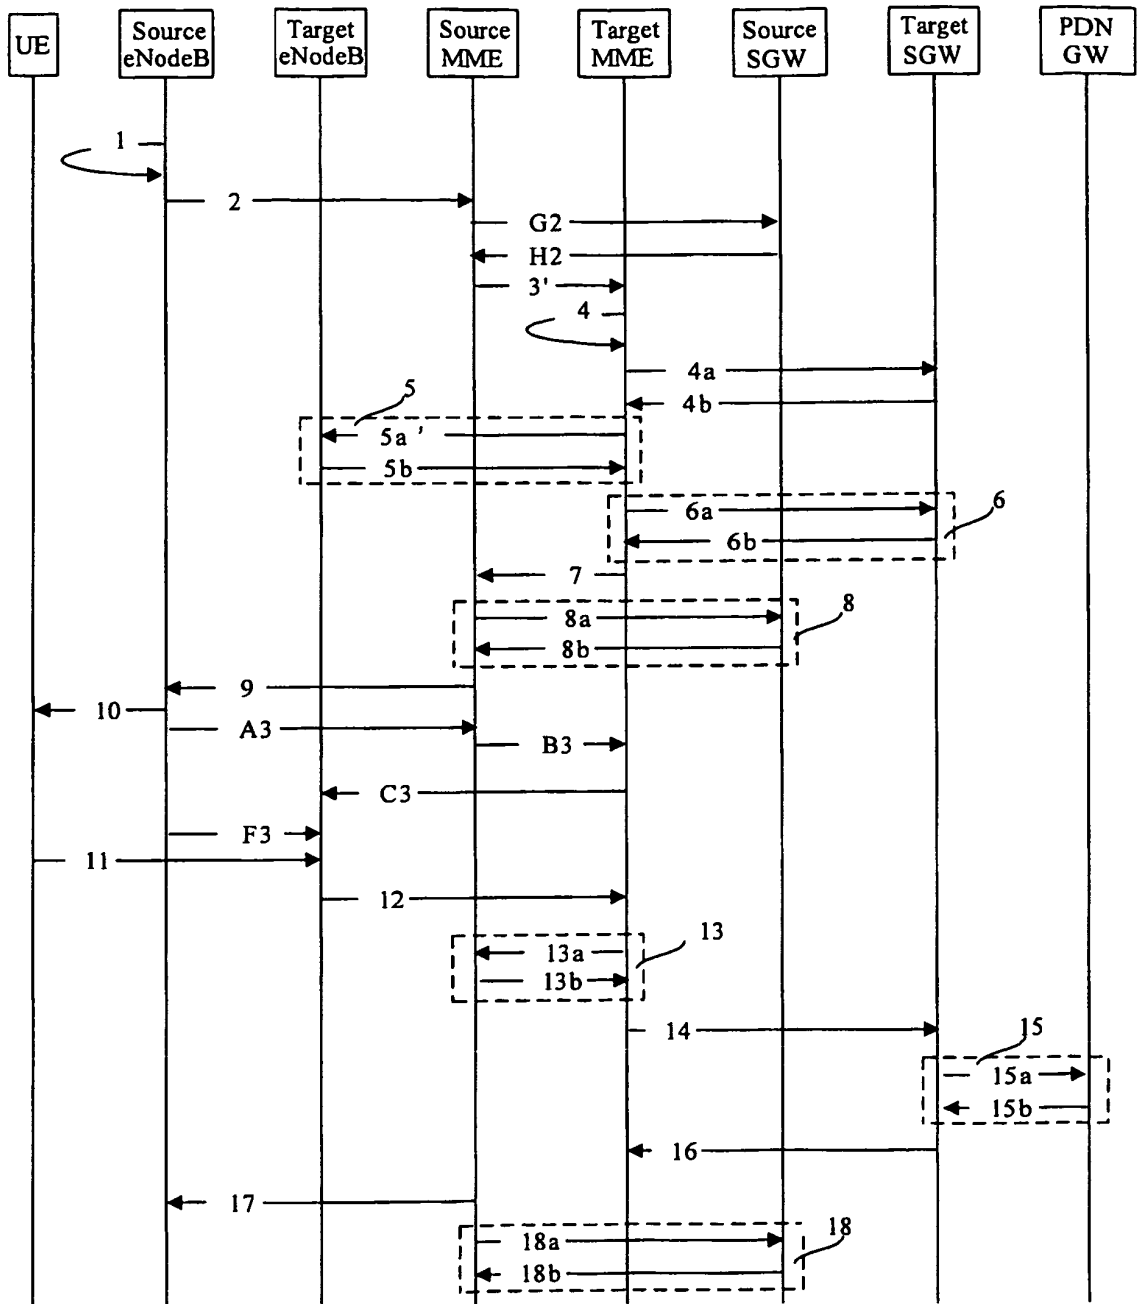 UE
Source
eNodeB
Target
eNodeB
Source
MME
Target
MME
Source
SGW
Target
SGW
PDN
GW
1
2
G2
H2
3'
4
4a
4b
5
5a'
5b
6a
6
6b
7
8
8a
8b
9
10
A3
B3
C3
F3
11
12
13
13a
13b
14
15
15a
15b
16
17
18
18a
18b